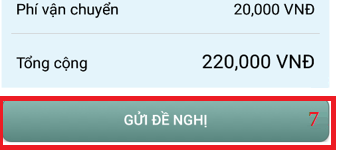 Phí vận chuyển 20,000 VNĐ
Tổng cộng 220,000 VNĐ
GỬI ĐỀ NGHỊ 7